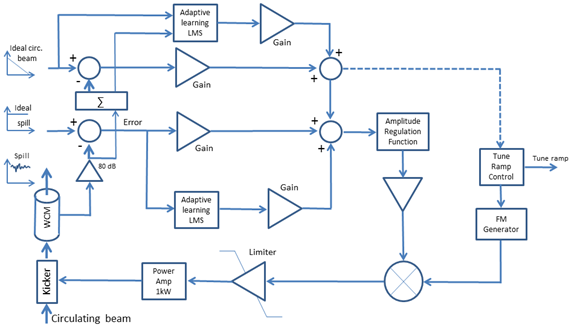 Adaptive
learning
LMS
Gain
Ideal circ.
beam
+
+
+
-
Gain
∑
Ideal
spill
Error
+
+
+
+
-
Gain
Amplitude
Regulation
Function
80 dB
Spill
Tune
Ramp
Control
Tune ramp
WCM
Adaptive
learning
LMS
Gain
FM
Generator
Limiter
Kicker
Power
Amp
1kW
Circulating beam